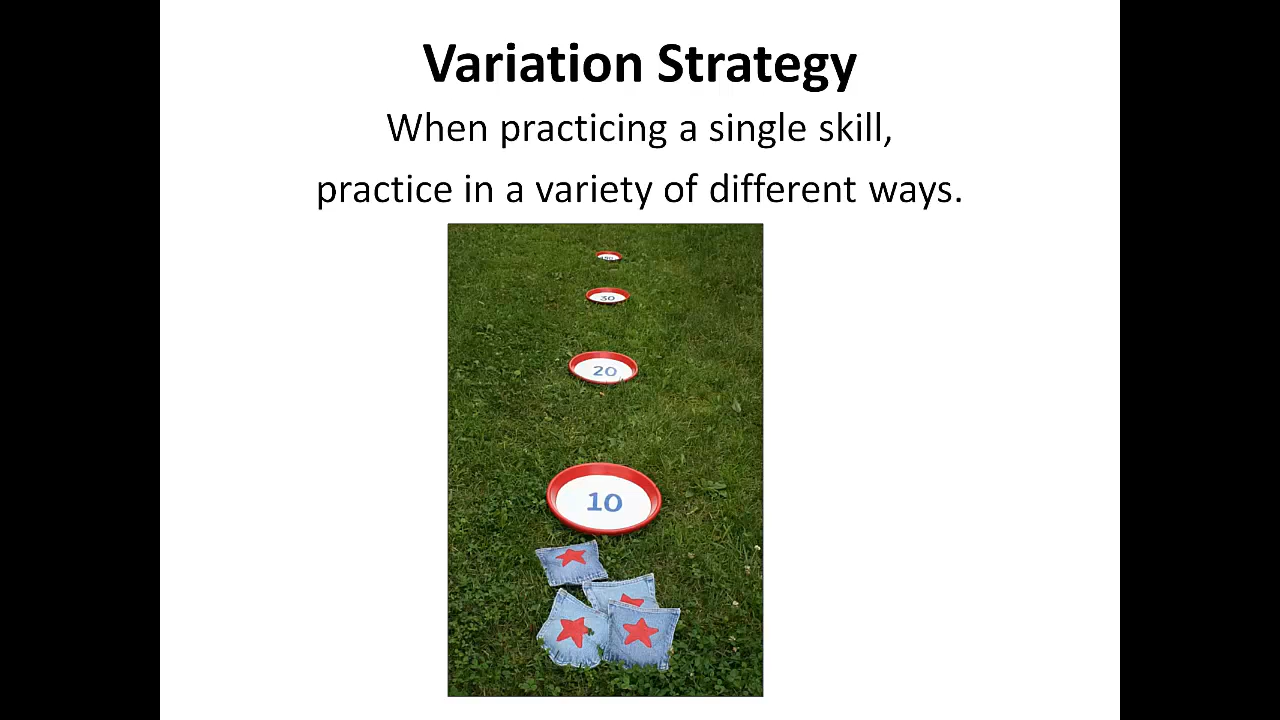 Variation Strategy
When practicing a single skill,
practice in a variety of different ways.
30
20
10